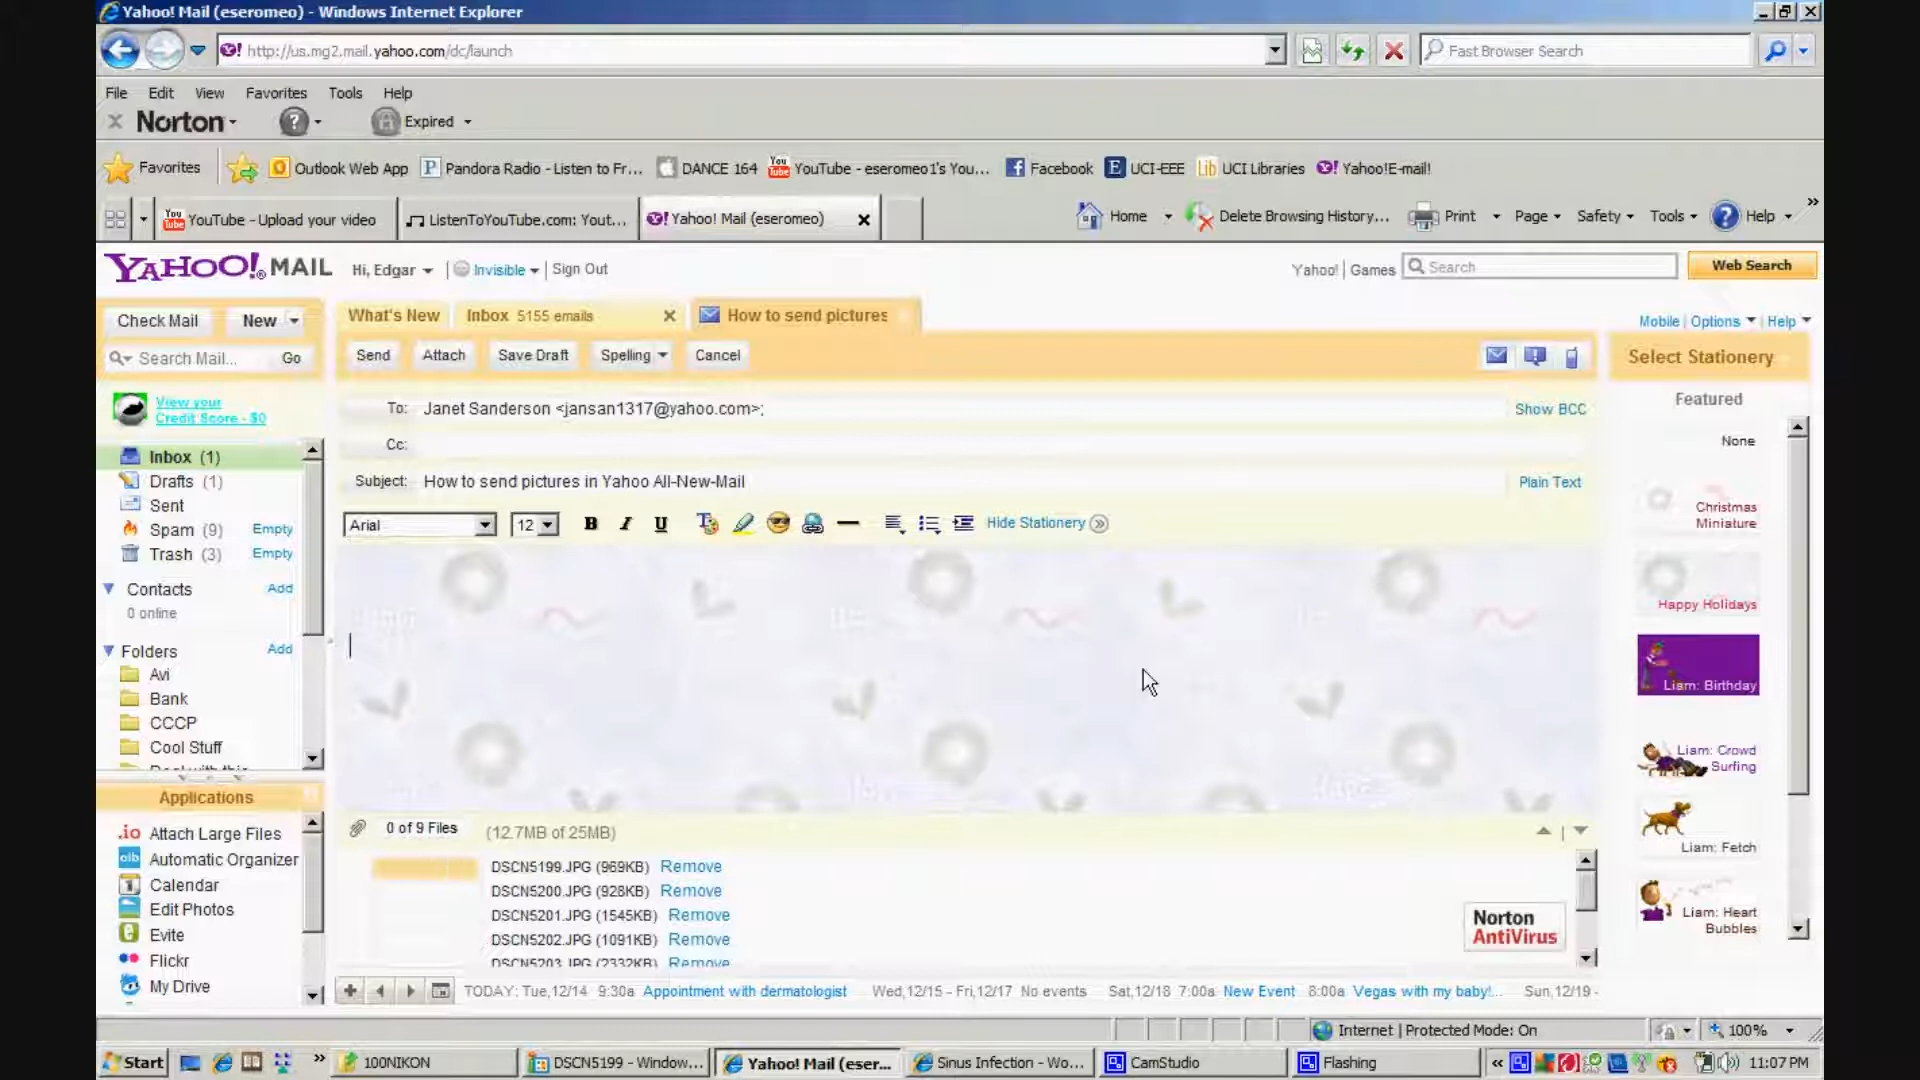 Yahoo! Mail (eseromeo) - Windows Internet Explorer
http://us.mg2.mail.yahoo.com/dc/launch
Fast Browser Search
File Edit View Favorites Tools Help
Norton Expired
Favorites Outlook Web App Pandora Radio - Listen to Fr... DANCE 164 YouTube - eseromeo1's You... Facebook UCI-EEE UCI Libraries Yahoo!E-mail!
YouTube - Upload your video ListenToYouTube.com: Yout... Yahoo! Mail (eseromeo) Home Delete Browsing History... Print Page Safety Tools Help
YAHOO! MAIL Hi, Edgar Invisible Sign Out Yahoo! Games Search Web Search
Check Mail New What's New Inbox 5155 emails How to send pictures Mobile Options Help
Search Mail... Go Send Attach Save Draft Spelling Cancel Select Stationery
View your
Credit Score - $0
To: Janet Sanderson <jansan1317@yahoo.com>; Show BCC
Cc:
Subject: How to send pictures in Yahoo All-New-Mail Plain Text
Arial 12 B I U Hide Stationery
Inbox (1)
Drafts (1)
Sent
Spam (9) Empty
Trash (3) Empty
Contacts Add
0 online
Folders Add
Avi
Bank
CCCP
Cool Stuff
Featured
None
Christmas
Miniature
Happy Holidays
Liam: Birthday
Liam: Crowd
Surfing
Liam: Fetch
Liam: Heart
Bubbles
Applications
.io Attach Large Files
oib Automatic Organizer
Calendar
Edit Photos
Evite
Flickr
My Drive
0 of 9 Files (12.7MB of 25MB)
DSCN5199.JPG (969KB) Remove
DSCN5200.JPG (928KB) Remove
DSCN5201.JPG (1545KB) Remove
DSCN5202.JPG (1091KB) Remove
DSCN5203.JPG (2332KB) Remove
Norton
AntiVirus
TODAY: Tue,12/14 9:30a Appointment with dermatologist Wed,12/15 - Fri,12/17 No events Sat,12/18 7:00a New Event 8:00a Vegas with my baby!... Sun,12/19 -
Internet | Protected Mode: On 100%
Start 100NIKON DSCN5199 - Window... Yahoo! Mail (eser... Sinus Infection - Wo... CamStudio Flashing 11:07 PM